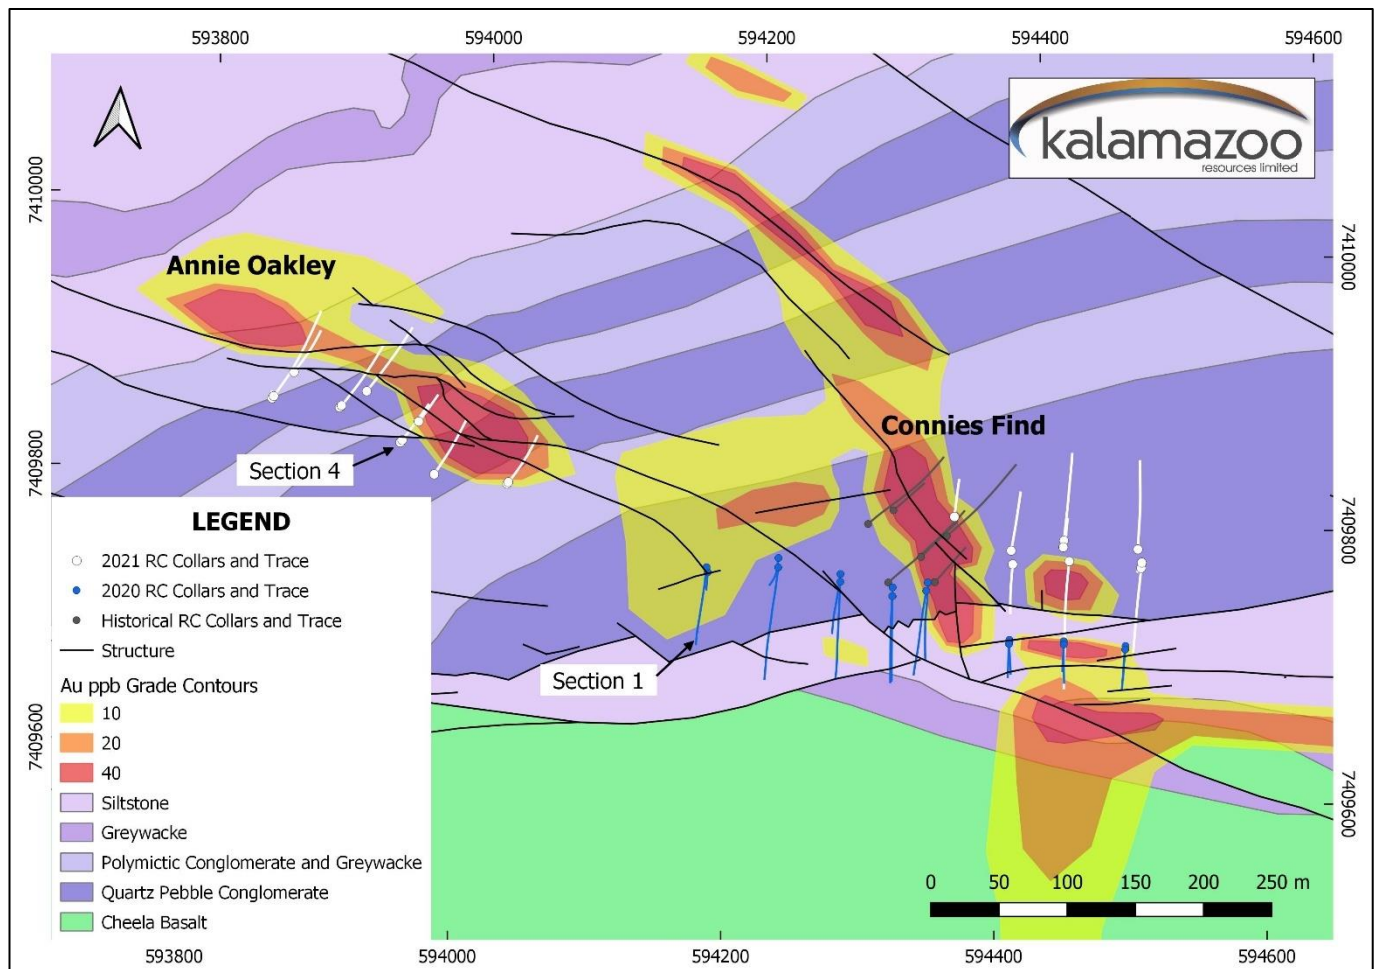 593800 594000 594200 594400 594600
kalamazoo
resources limited
7410000
7410000
Annie Oakley
Connies Find
7409800
Section 4
7409800
LEGEND
2021 RC Collars and Trace
2020 RC Collars and Trace
Historical RC Collars and Trace
Structure
Section 1
Au ppb Grade Contours
10
20
40
7409600
7409600
Siltstone
Greywacke
Polymictic Conglomerate and Greywacke
Quartz Pebble Conglomerate
Cheela Basalt
0 50 100 150 200 250 m
593800 594000 594200 594400 594600